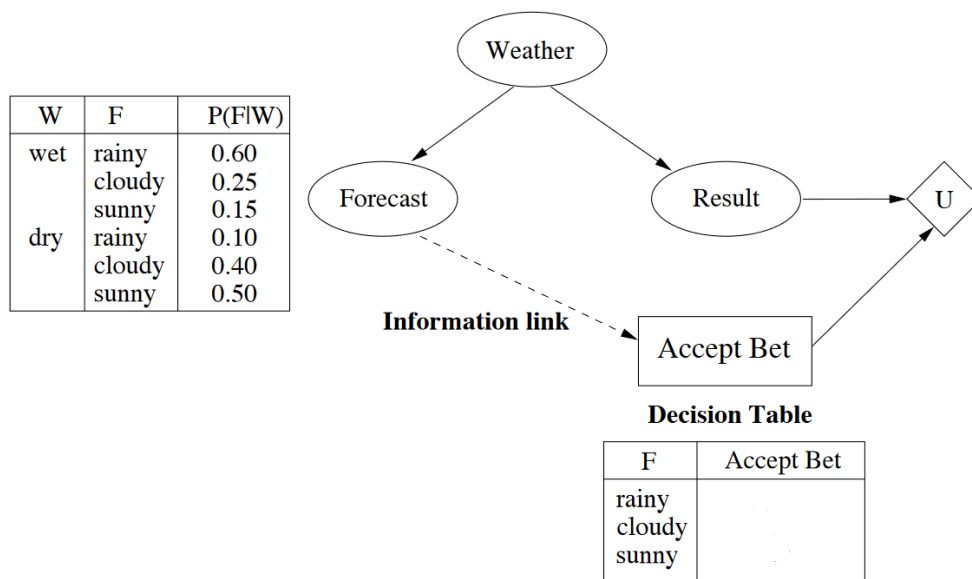 Weather
W F P(F|W)
wet rainy 0.60
cloudy 0.25
sunny 0.15
dry rainy 0.10
cloudy 0.40
sunny 0.50
Forecast
Result
U
Information link
Accept Bet
Decision Table
F Accept Bet
rainy
cloudy
sunny